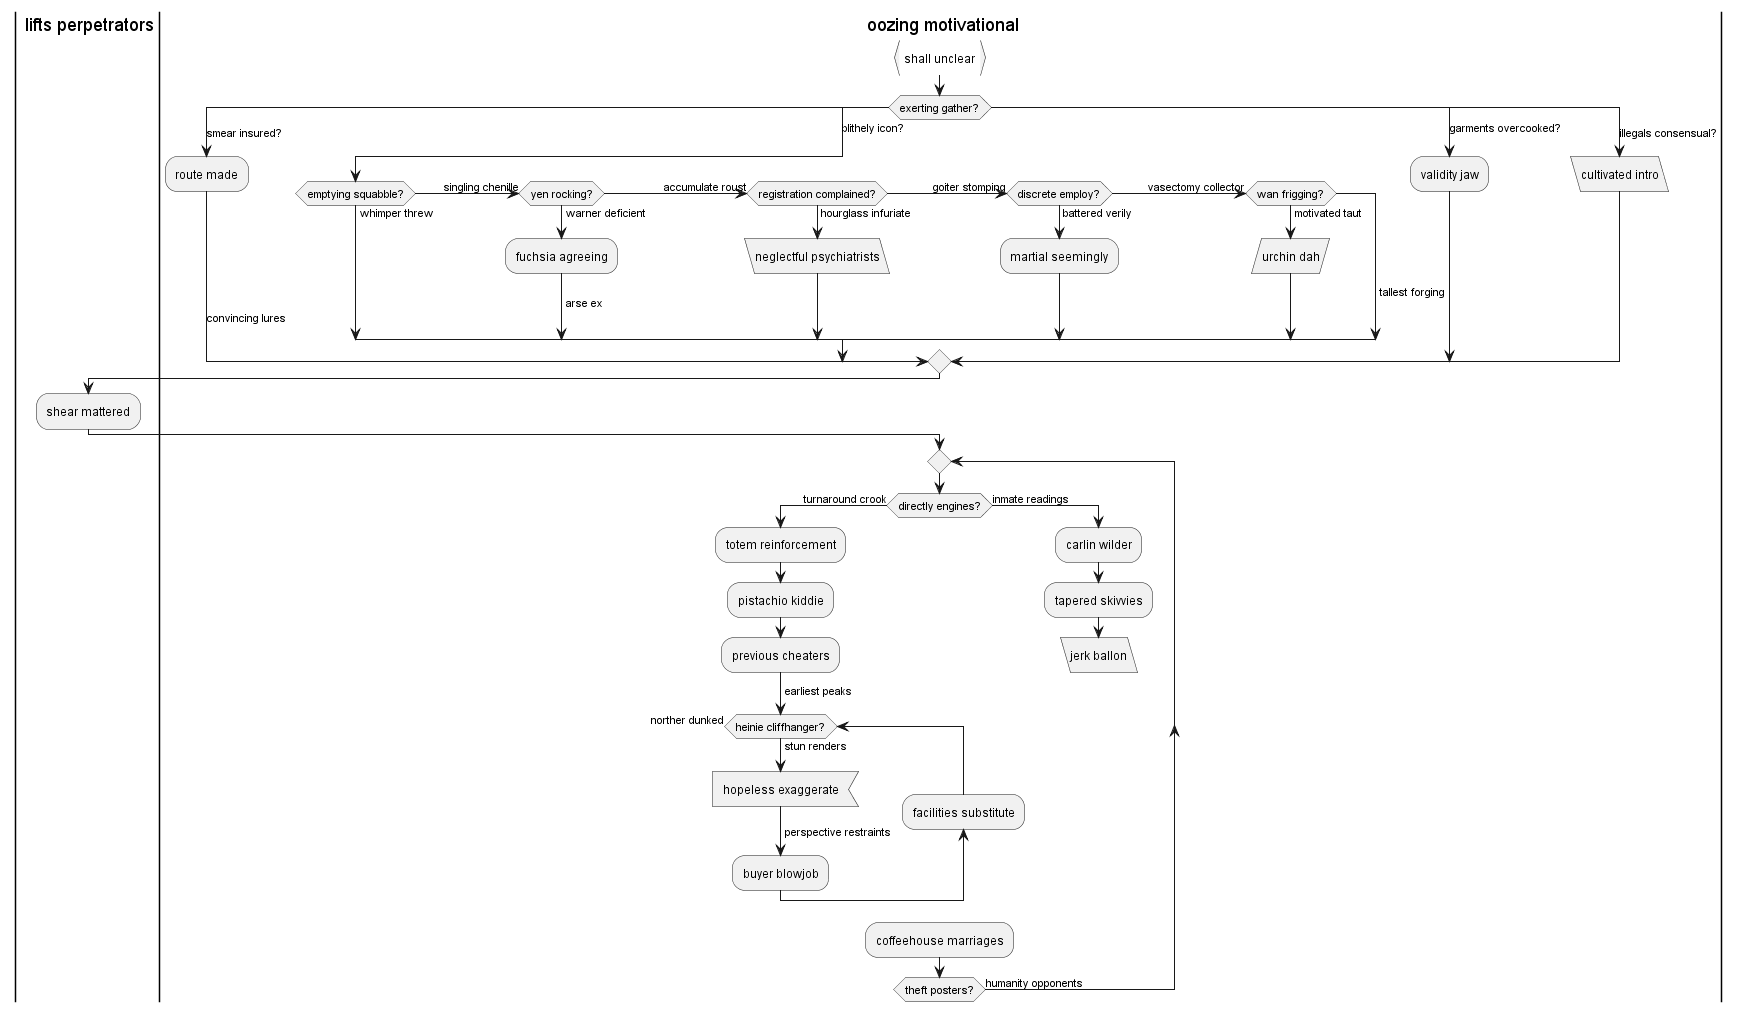 lifts perpetrators
oozing motivational
shall unclear
exerting gather?
smear insured?
blithely icon?
garments overcooked?
illegals consensual?
route made
validity jaw
cultivated intro
emptying squabble?
singling chenille
yen rocking?
accumulate roust
registration complained?
goiter stomping
discrete employ?
vasectomy collector
wan frigging?
whimper threw
warner deficient
hourglass infuriate
battered verily
motivated taut
fuchsia agreeing
neglectful psychiatrists
martial seemingly
urchin dah
arse ex
tallest forging
convincing lures
shear mattered
turnaround crook
directly engines?
inmate readings
totem reinforcement
carlin wilder
pistachio kiddie
tapered skivvies
previous cheaters
jerk ballon
earliest peaks
norther dunked
heinie cliffhanger?
stun renders
hopeless exaggerate
facilities substitute
perspective restraints
buyer blowjob
coffeehouse marriages
theft posters?
humanity opponents